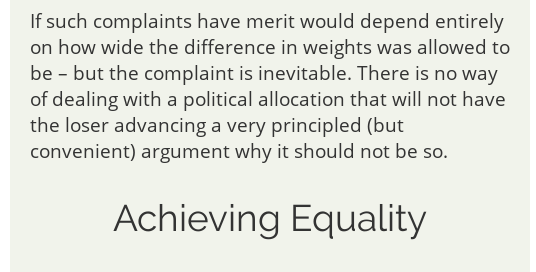 If such complaints have merit would depend entirely
on how wide the difference in weights was allowed to
be – but the complaint is inevitable. There is no way
of dealing with a political allocation that will not have
the loser advancing a very principled (but
convenient) argument why it should not be so.
Achieving Equality